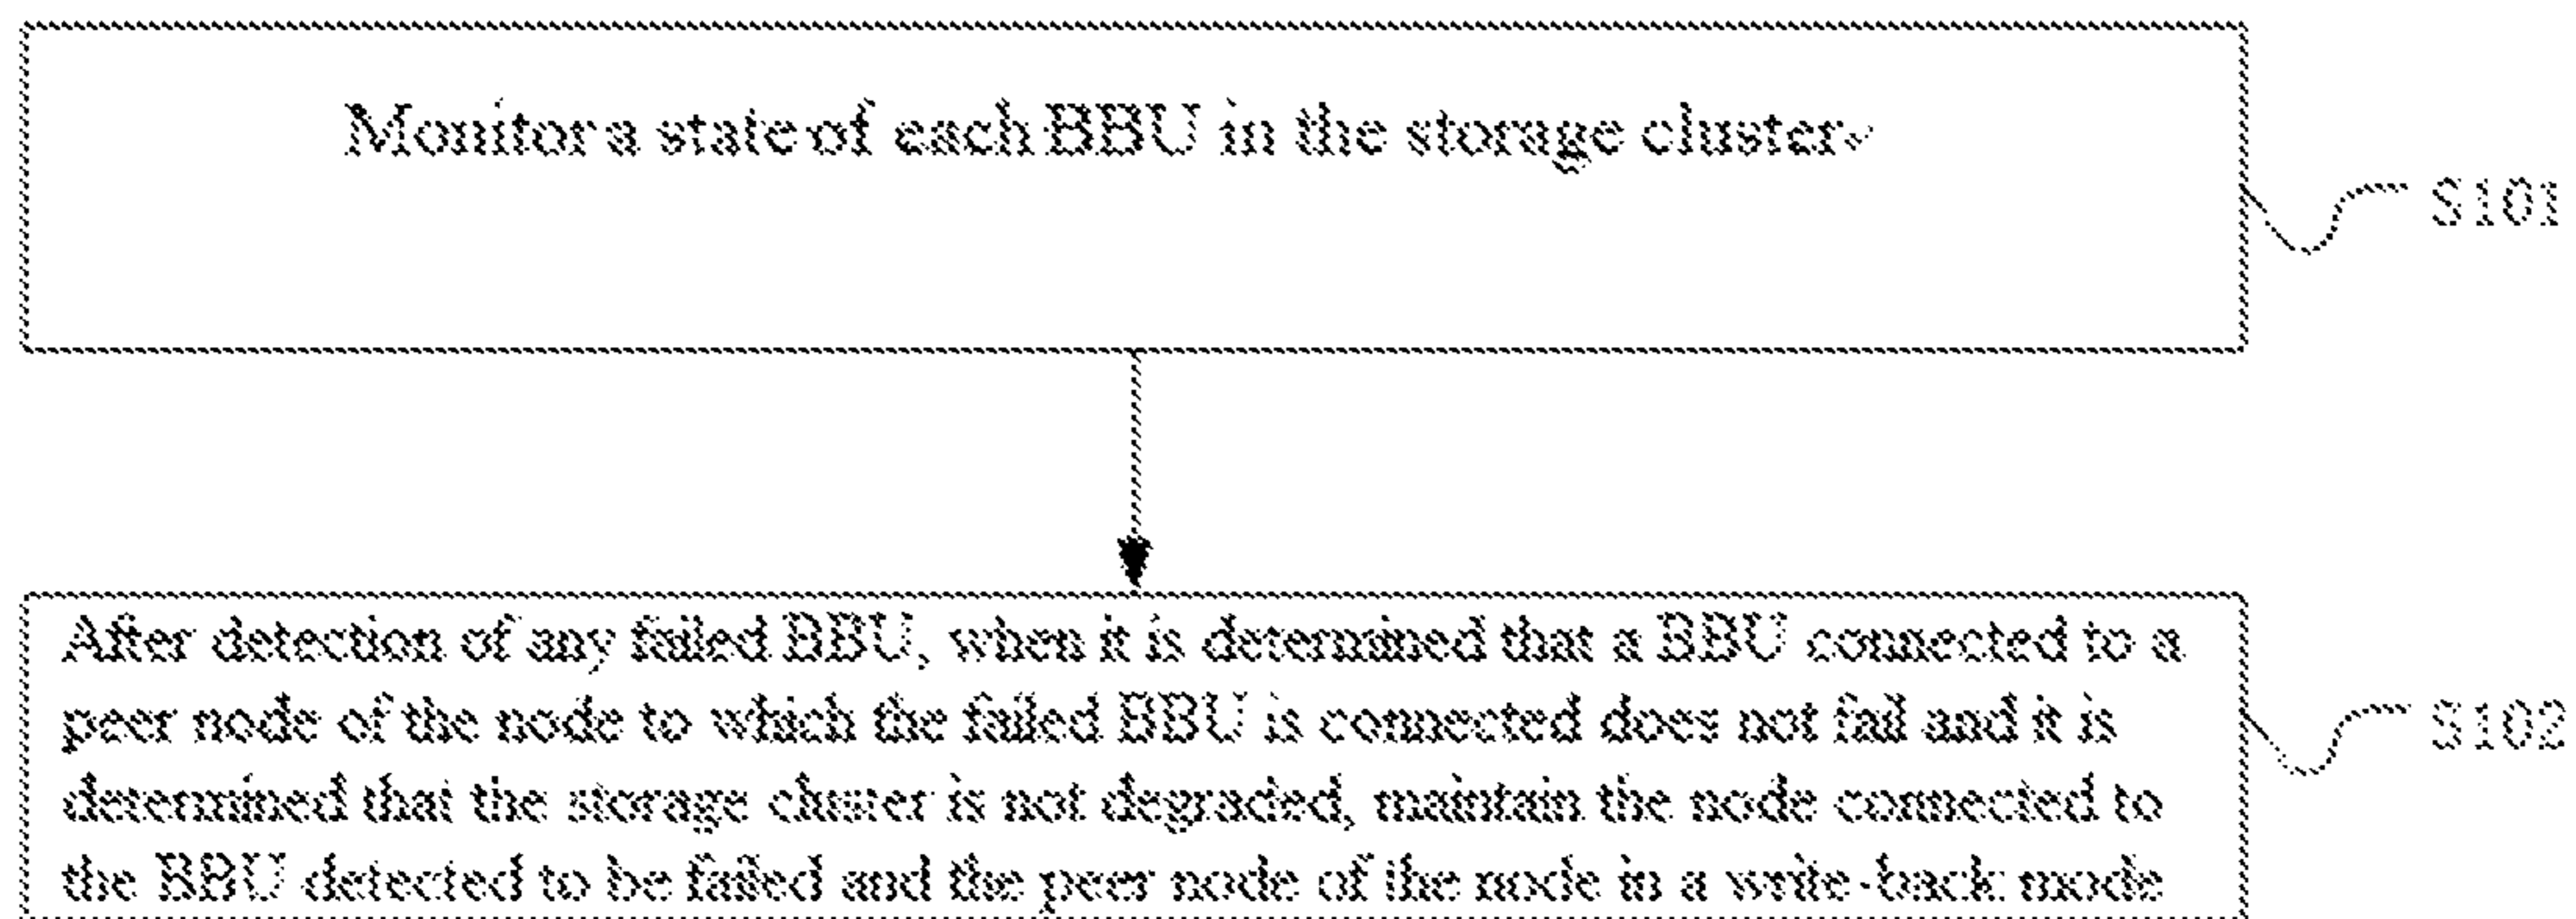 Monitor a state of each BBU in the storage cluster
S101
After detection of any failed BBU, when it is determined that a BBU connected to a
peer node of the node to which the failed BBU is connected does not fail and it is
determined that the storage cluster is not degraded, maintain the node connected to
the BBU detected to be failed and the peer node of the node in a write-back mode
S102